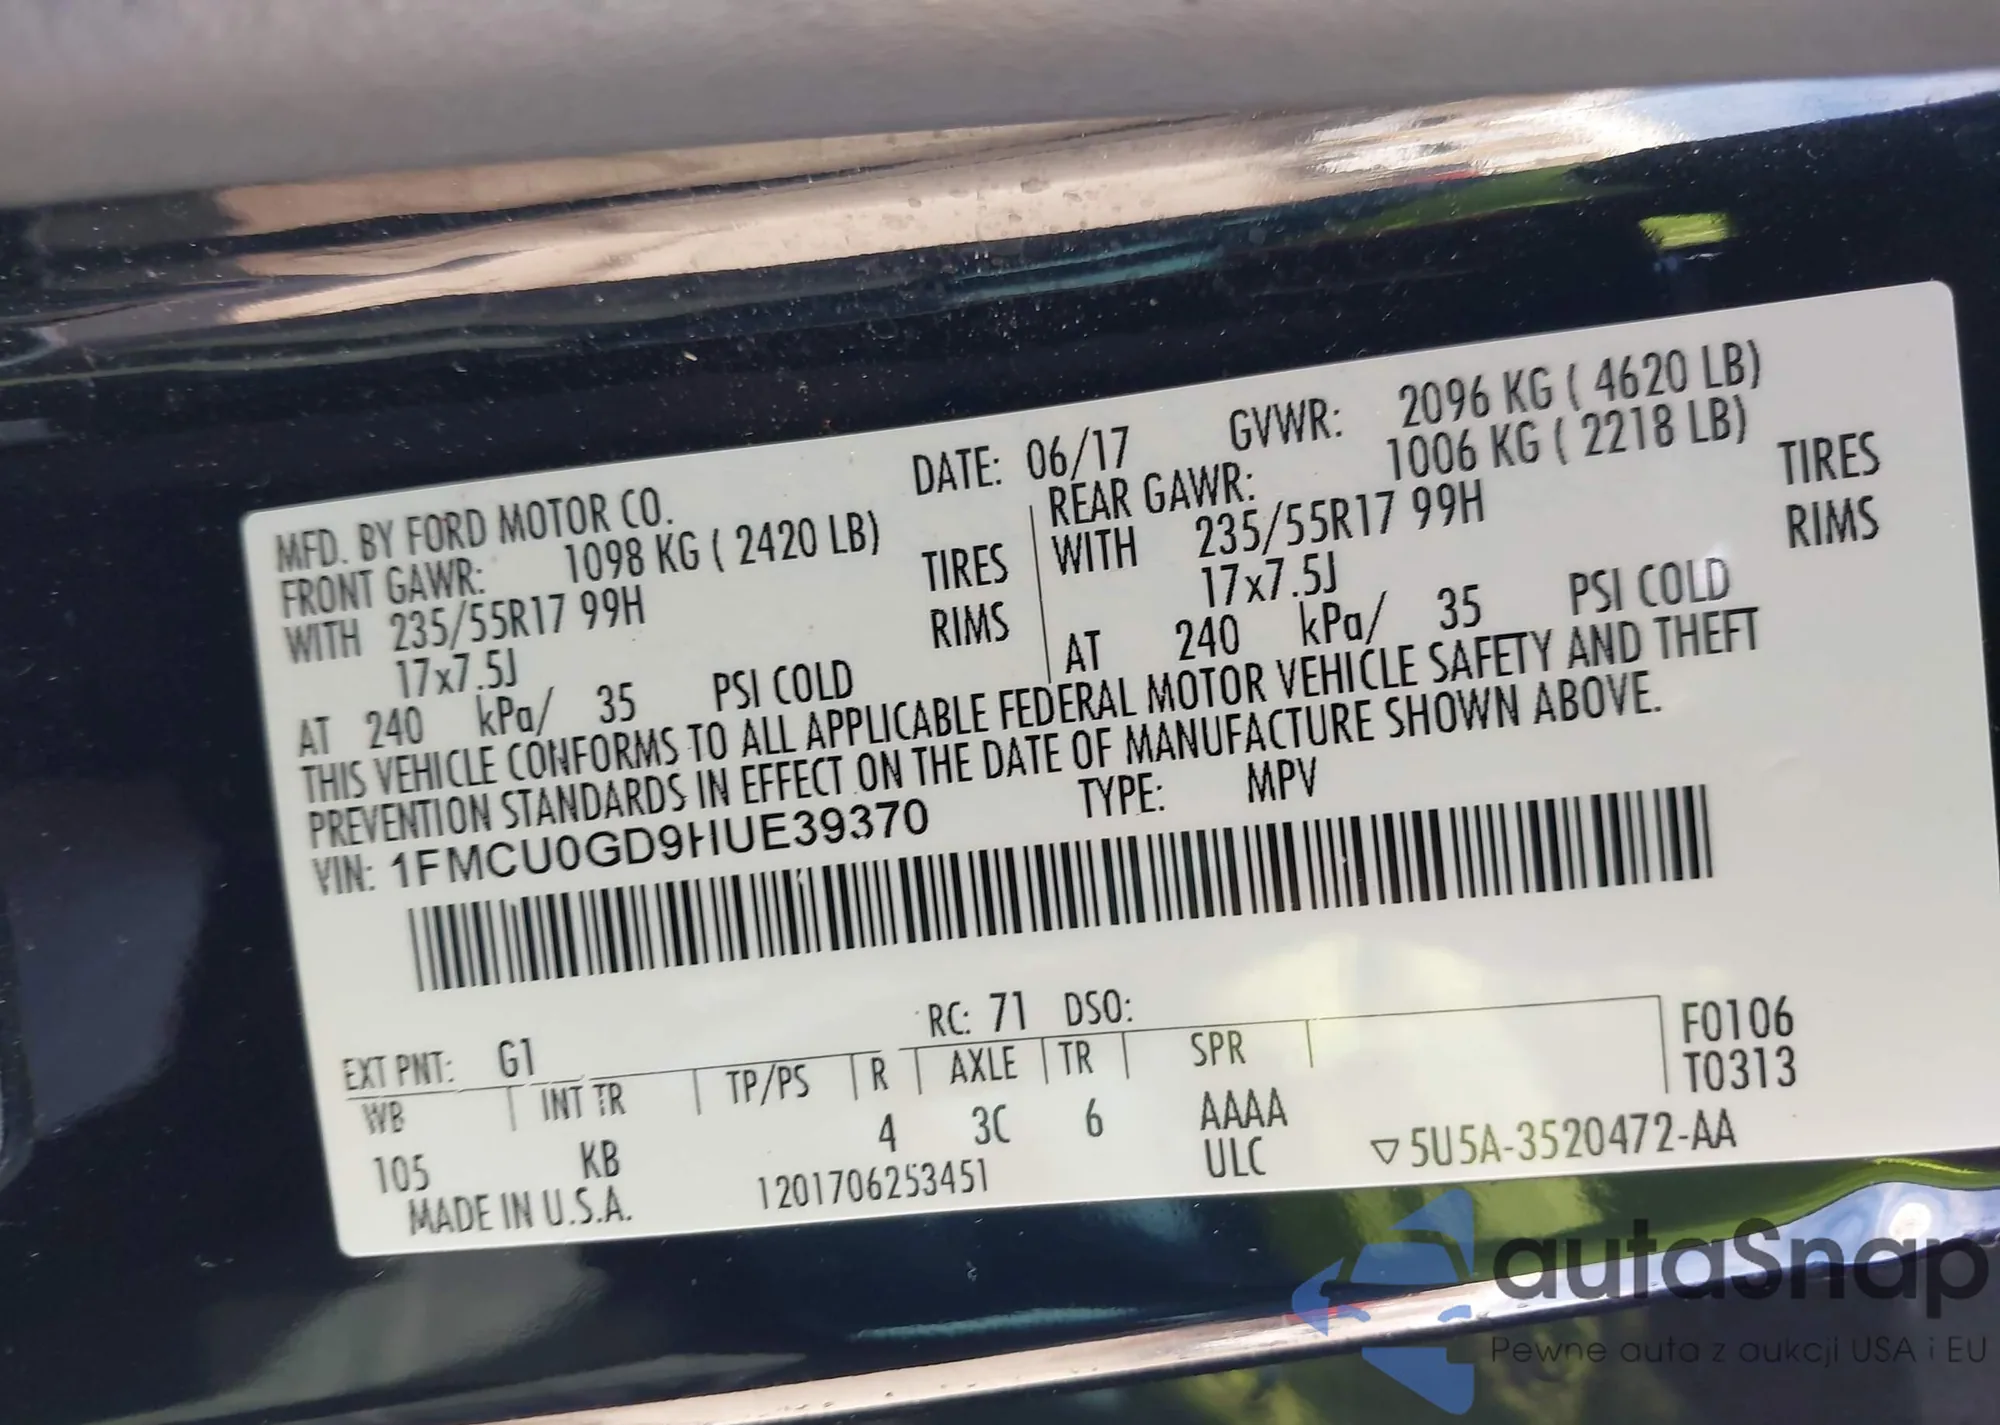 MFD. BY FORD MOTOR CO. DATE: 06/17 GVWR: 2096 KG ( 4620 LB)
FRONT GAWR: 1098 KG ( 2420 LB) REAR GAWR: 1006 KG ( 2218 LB)
WITH 235/55R17 99H TIRES WITH 235/55R17 99H TIRES
17x7.5J RIMS 17x7.5J RIMS
AT 240 kPa/ 35 PSI COLD AT 240 kPa/ 35 PSI COLD
THIS VEHICLE CONFORMS TO ALL APPLICABLE FEDERAL MOTOR VEHICLE SAFETY AND THEFT
PREVENTION STANDARDS IN EFFECT ON THE DATE OF MANUFACTURE SHOWN ABOVE.
VIN: 1FMCU0GD9HUE39370 TYPE: MPV
EXT PNT: G1 RC: 71 DSO: F0106
WB INT TR TP/PS R AXLE TR SPR T0313
105 KB 4 3C 6 AAAA
ULC ▽5U5A-3520472-AA
MADE IN U.S.A. 1201706253451
autaSnap
Pewne auta z aukcji USA i EU